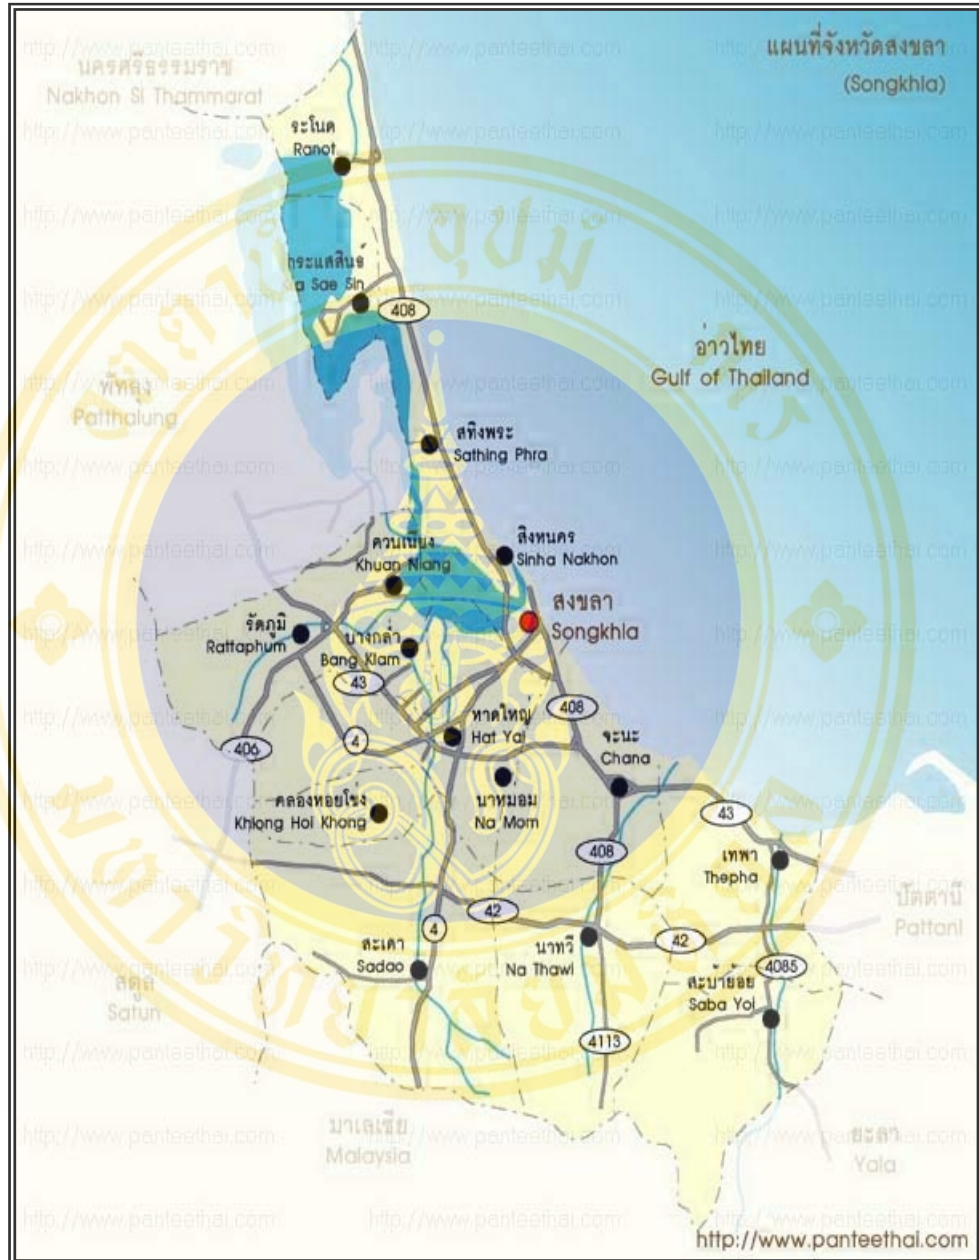 แผนที่จังหวัดสงขลา
(Songkhla)
นครศรีธรรมราช
Nakhon Si Thammarat
ระโนด
Ranot
กระแสสินธุ์
Sae Sin
408
อ่าวไทย
Gulf of Thailand
พัทลุง
Patthalung
สทิงพระ
Sathing Phra
ควนเนียง
Khuan Niang
สิงหนคร
Sinha Nakhon
สงขลา
Songkhla
รัตภูมิ
Rattaphum
บางกล่ำ
Bang Klam
43
408
หาดใหญ่
Hat Yai
406
4
จะนะ
Chana
คลองหอยโข่ง
Khlong Hoi Khong
นาหม่อม
Na Mom
43
408
เทพา
Thepha
ปัตตานี
Pattani
42
4
สะเดา
Sadao
นาทวี
Na Thawi
42
สะบ้าย้อย
Saba Yoi
4085
สตูล
Satun
4113
มาเลเซีย
Malaysia
ยะลา
Yala
http://www.panteethai.com